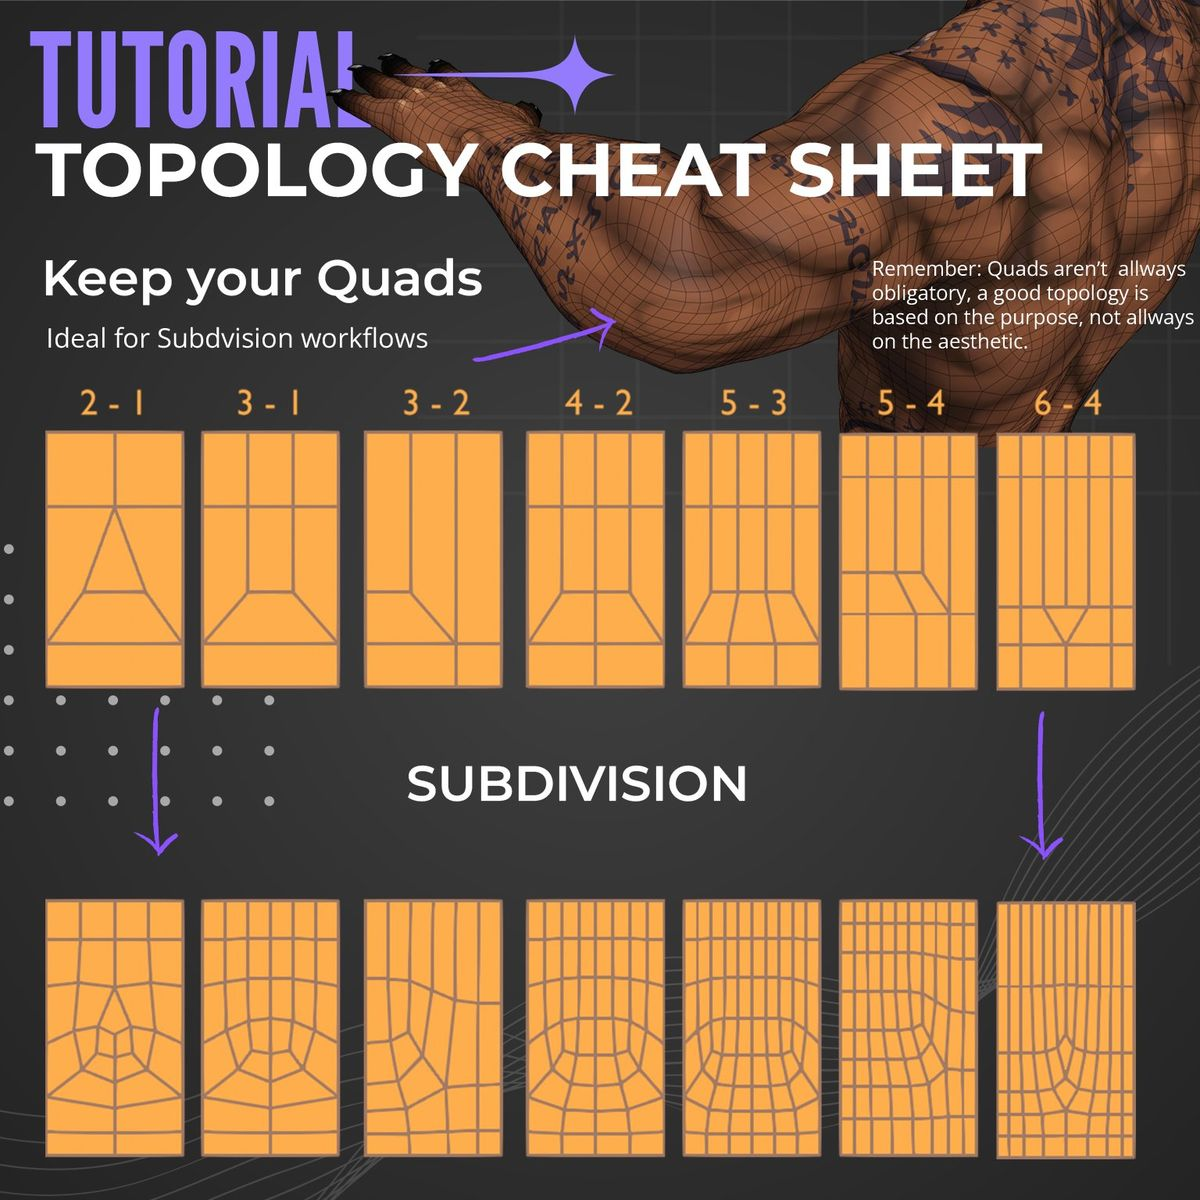 TUTORIAL
TOPOLOGY CHEAT SHEET
Keep your Quads
Ideal for Subdvision workflows
Remember: Quads aren't  allways
obligatory, a good topology is
based on the purpose, not allways
on the aesthetic.
2 - 1
3 - 1
3 - 2
4 - 2
5 - 3
5 - 4
6 - 4
SUBDIVISION